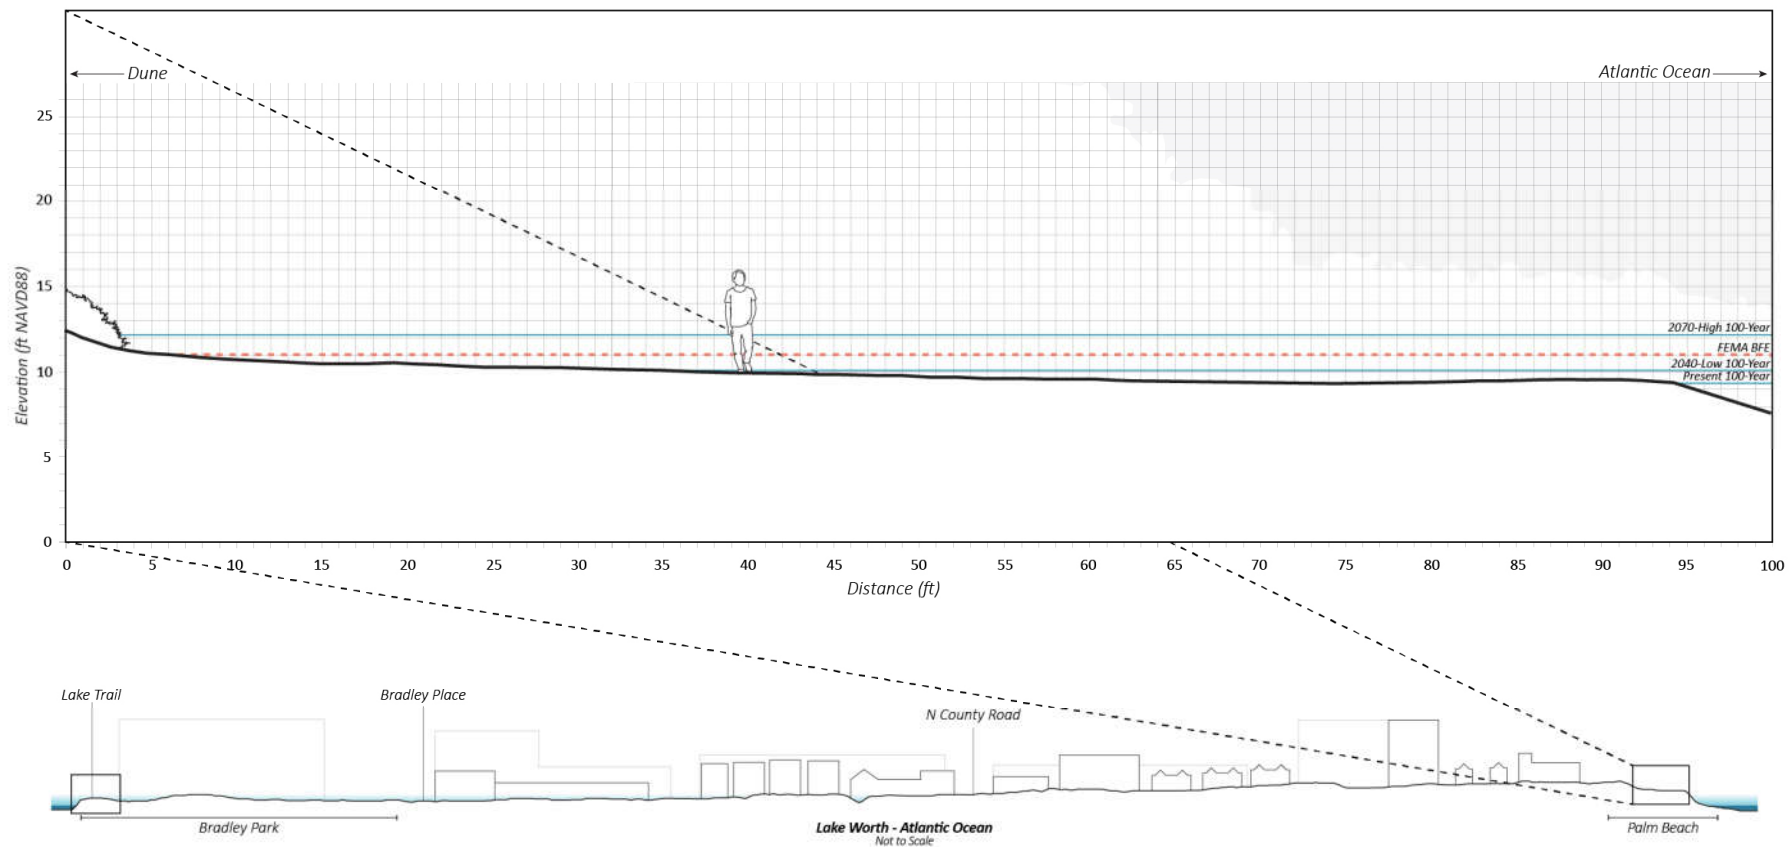 Dune
Atlantic Ocean
25
20
15
10
5
0
Elevation (ft NAVD88)
2070-High 100-Year
FEMA BFE
2040-Low 100-Year
Present 100-Year
0 5 10 15 20 25 30 35 40 45 50 55 60 65 70 75 80 85 90 95 100
Distance (ft)
Lake Trail
Bradley Place
N County Road
Bradley Park
Lake Worth - Atlantic Ocean
Not to Scale
Palm Beach